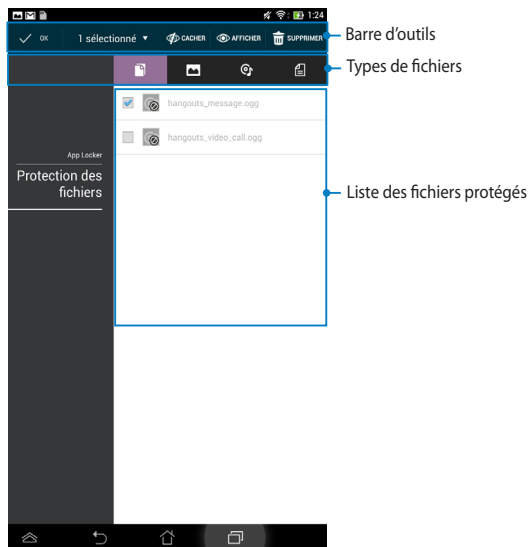 1:24
OK
1 sélectionné
CACHER
AFFICHER
SUPPRIMER
Barre d’outils
Types de fichiers
hangouts_message.ogg
hangouts_video_call.ogg
App Locker
Protection des
fichiers
Liste des fichiers protégés